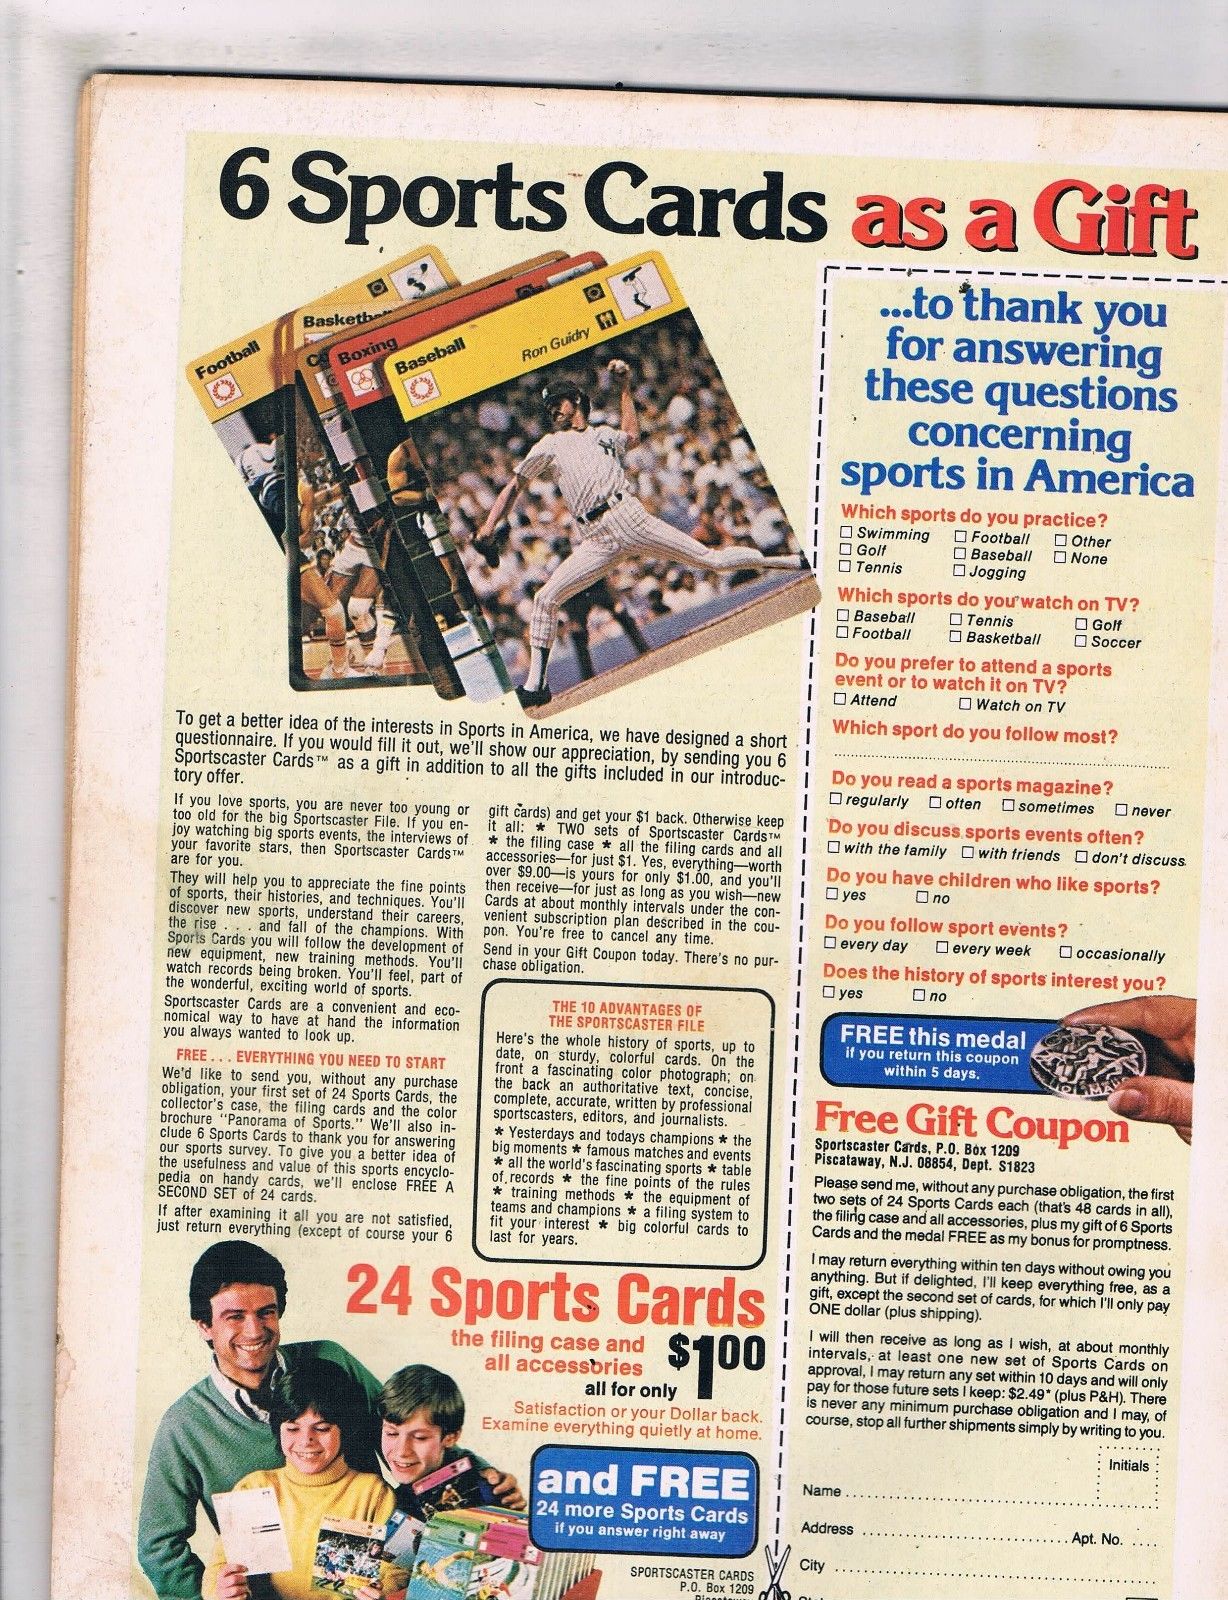 6 Sports Cards as a Gift
Football
Basketba
Boxing
Baseball
Ron Guidry
To get a better idea of the interests in Sports in America, we have designed a short
questionnaire. If you would fill it out, we'll show our appreciation, by sending you 6
Sportscaster Cards™ as a gift in addition to all the gifts included in our introduc-
tory offer.
If you love sports, you are never too young or
too old for the big Sportscaster File. If you en-
joy watching big sports events, the interviews of
your favorite stars, then Sportscaster Cards™
are for you.
They will help you to appreciate the fine points
of sports, their histories, and techniques. You'll
discover new sports, understand their careers,
the rise . . . and fall of the champions. With
Sports Cards you will follow the development of
new equipment, new training methods. You'll
watch records being broken. You'll feel, part of
the wonderful, exciting world of sports.
Sportscaster Cards are a convenient and eco-
nomical way to have at hand the information
you always wanted to look up.
FREE . . . EVERYTHING YOU NEED TO START
We'd like to send you, without any purchase
obligation, your first set of 24 Sports Cards, the
collector's case, the filing cards and the color
brochure "Panorama of Sports." We'll also in-
clude 6 Sports Cards to thank you for answering
our sports survey. To give you a better idea of
the usefulness and value of this sports encyclo-
pedia on handy cards, we'll enclose FREE A
SECOND SET of 24 cards.
If after examining it all you are not satisfied,
just return everything (except of course your 6
gift cards) and get your $1 back. Otherwise keep
it all: ★ TWO sets of Sportscaster Cards™
★ the filing case ★ all the filing cards and all
accessories—for just $1. Yes, everything—worth
over $9.00—is yours for only $1.00, and you'll
then receive—for just as long as you wish—new
Cards at about monthly intervals under the con-
venient subscription plan described in the cou-
pon. You're free to cancel any time.
Send in your Gift Coupon today. There's no pur-
chase obligation.
THE 10 ADVANTAGES OF
THE SPORTSCASTER FILE
Here's the whole history of sports, up to
date, on sturdy, colorful cards. On the
front a fascinating color photograph; on
the back an authoritative text, concise,
complete, accurate, written by professional
sportscasters, editors, and journalists.
★ Yesterdays and todays champions ★ the
big moments ★ famous matches and events
★ all the world's fascinating sports ★ table
of records ★ the fine points of the rules
★ training methods ★ the equipment of
teams and champions ★ a filing system to
fit your interest ★ big colorful cards to
last for years.
24 Sports Cards
the filing case and
all accessories
all for only
$1.00
Satisfaction or your Dollar back.
Examine everything quietly at home.
and FREE
24 more Sports Cards
if you answer right away
SPORTSCASTER CARDS
P.O. Box 1209
...to thank you
for answering
these questions
concerning
sports in America
Which sports do you practice?
☐ Swimming ☐ Football ☐ Other
☐ Golf ☐ Baseball ☐ None
☐ Tennis ☐ Jogging
Which sports do you watch on TV?
☐ Baseball ☐ Tennis ☐ Golf
☐ Football ☐ Basketball ☐ Soccer
Do you prefer to attend a sports
event or to watch it on TV?
☐ Attend ☐ Watch on TV
Which sport do you follow most?
Do you read a sports magazine?
☐ regularly ☐ often ☐ sometimes ☐ never
Do you discuss sports events often?
☐ with the family ☐ with friends ☐ don't discuss
Do you have children who like sports?
☐ yes ☐ no
Do you follow sport events?
☐ every day ☐ every week ☐ occasionally
Does the history of sports interest you?
☐ yes ☐ no
FREE this medal
if you return this coupon
within 5 days.
Free Gift Coupon
Sportscaster Cards, P.O. Box 1209
Piscataway, N.J. 08854, Dept. S1823
Please send me, without any purchase obligation, the first
two sets of 24 Sports Cards each (that's 48 cards in all),
the filing case and all accessories, plus my gift of 6 Sports
Cards and the medal FREE as my bonus for promptness.
I may return everything within ten days without owing you
anything. But if delighted, I'll keep everything free, as a
gift, except the second set of cards, for which I'll only pay
ONE dollar (plus shipping).
I will then receive as long as I wish, at about monthly
intervals, at least one new set of Sports Cards on
approval, I may return any set within 10 days and will only
pay for those future sets I keep: $2.49* (plus P&H). There
is never any minimum purchase obligation and I may, of
course, stop all further shipments simply by writing to you.
Initials
Name
Address Apt. No.
City